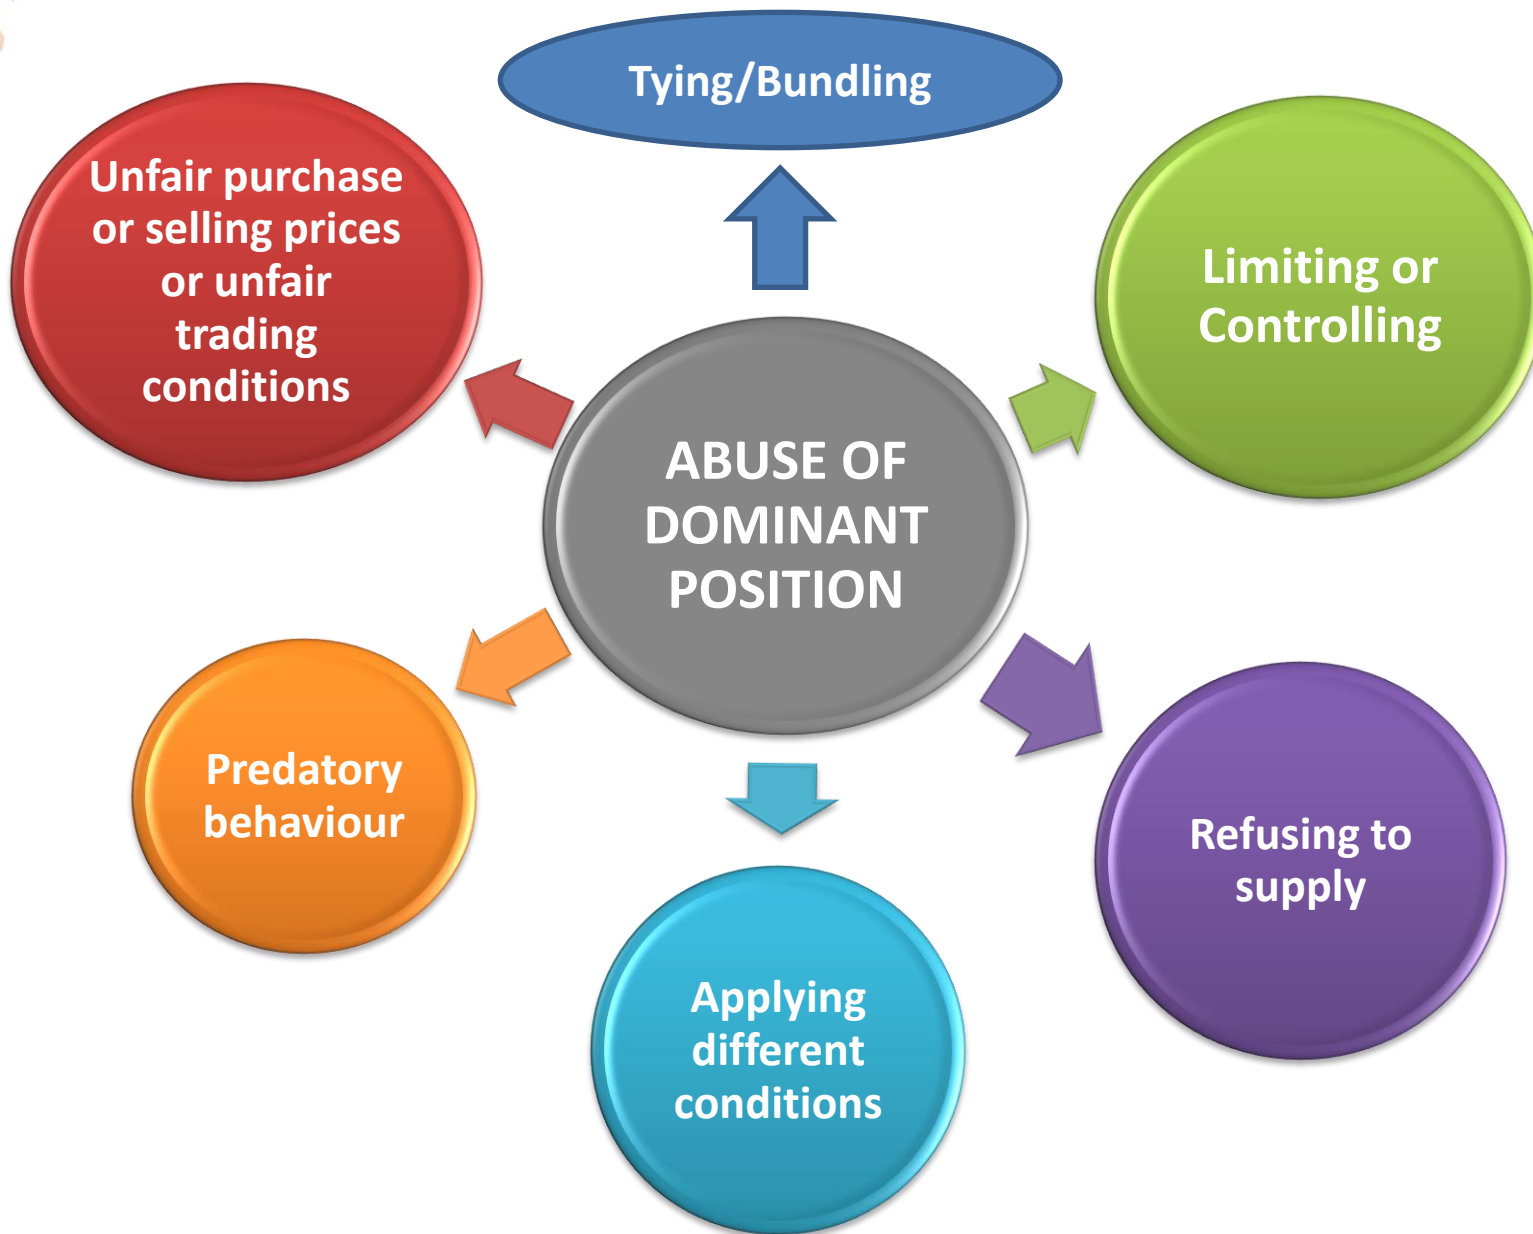 Tying/Bundling
Unfair purchase
or selling prices
or unfair
trading
conditions
Limiting or
Controlling
ABUSE OF
DOMINANT
POSITION
Predatory
behaviour
Refusing to
supply
Applying
different
conditions